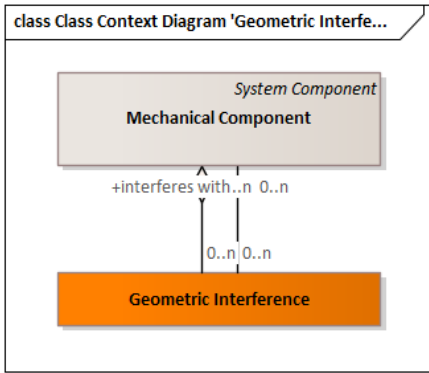 class Class Context Diagram 'Geometric Interfe...
System Component
Mechanical Component
+interferes with..n 0..n
0..n 0..n
Geometric Interference